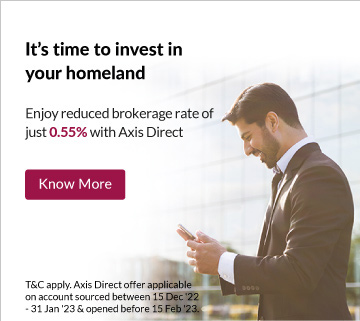 It's time to invest in
your homeland
Enjoy reduced brokerage rate of
just 0.55% with Axis Direct
Know More
T&C apply. Axis Direct offer applicable
on account sourced between 15 Dec '22
- 31 Jan '23 & opened before 15 Feb '23.